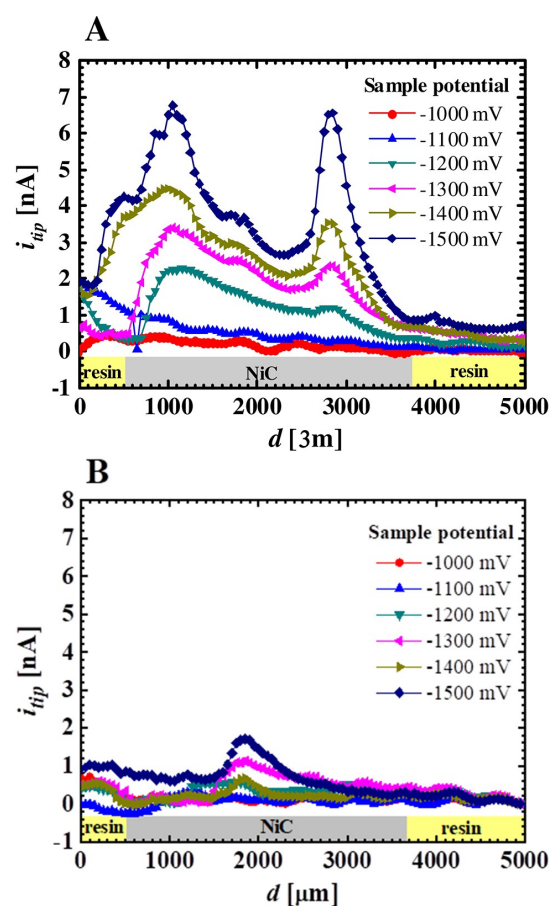 A
8
7
6
5
4
3
2
1
0
-1
i_tip [nA]
Sample potential
-1000 mV
-1100 mV
-1200 mV
-1300 mV
-1400 mV
-1500 mV
resin NiC resin
0 1000 2000 3000 4000 5000
d [3m]
B
8
7
6
5
4
3
2
1
0
-1
i_tip [nA]
Sample potential
-1000 mV
-1100 mV
-1200 mV
-1300 mV
-1400 mV
-1500 mV
resin NiC resin
0 1000 2000 3000 4000 5000
d [µm]